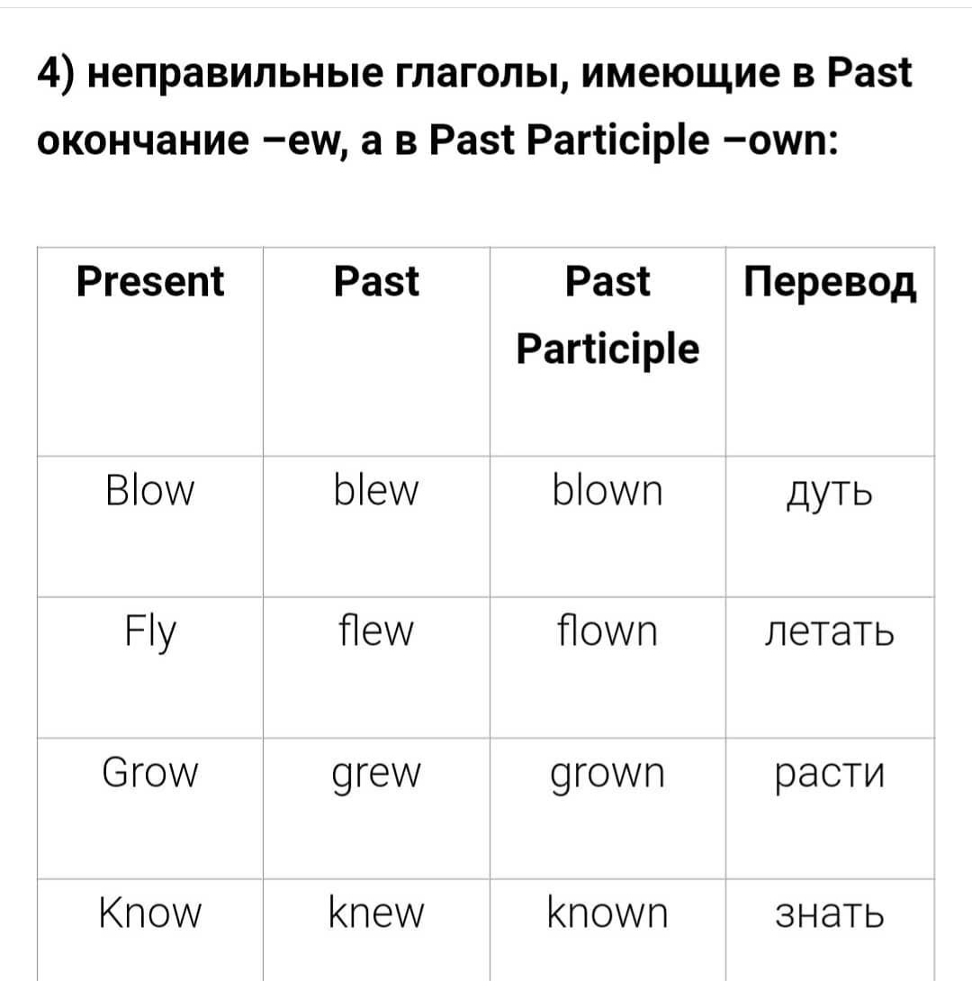 4) неправильные глаголы, имеющие в Past
окончание –ew, а в Past Participle –own:
Present Past Past Перевод
Participle
Blow blew blown дуть
Fly flew flown летать
Grow grew grown расти
Know knew known знать